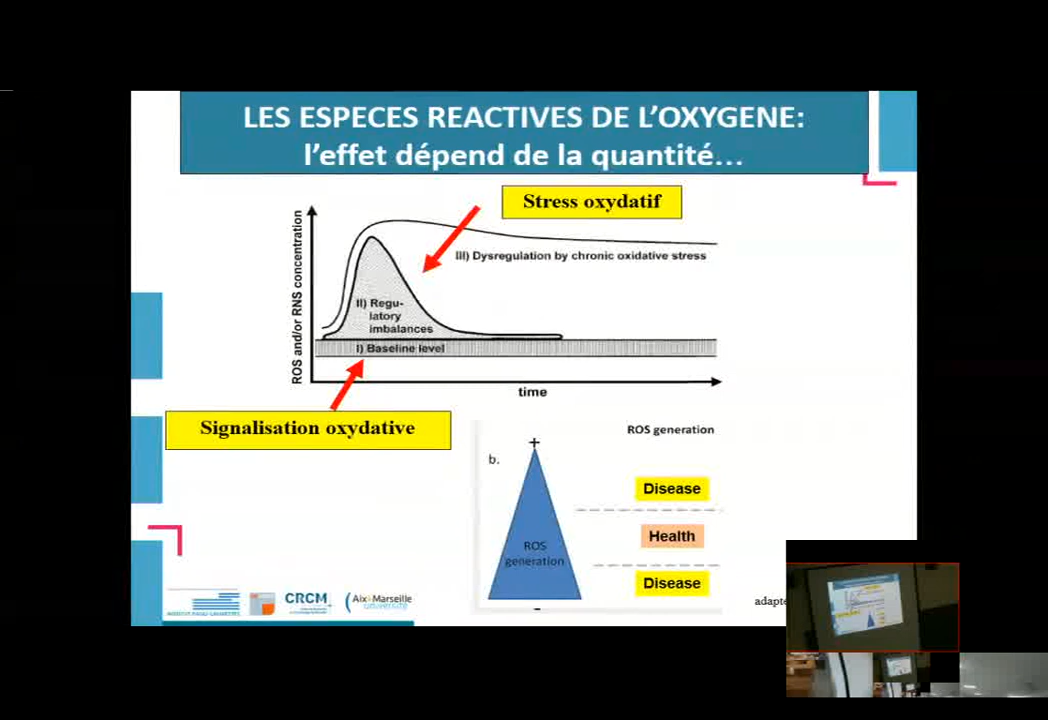 LES ESPECES REACTIVES DE L'OXYGENE:
l'effet dépend de la quantité...
Stress oxydatif
ROS and/or RNS concentration
III) Dysregulation by chronic oxidative stress
II) Regu-
latory
imbalances
I) Baseline level
time
Signalisation oxydative
ROS generation
+
b.
Disease
Health
ROS
generation
Disease
-
CRCM
Aix*Marseille
université
adapte